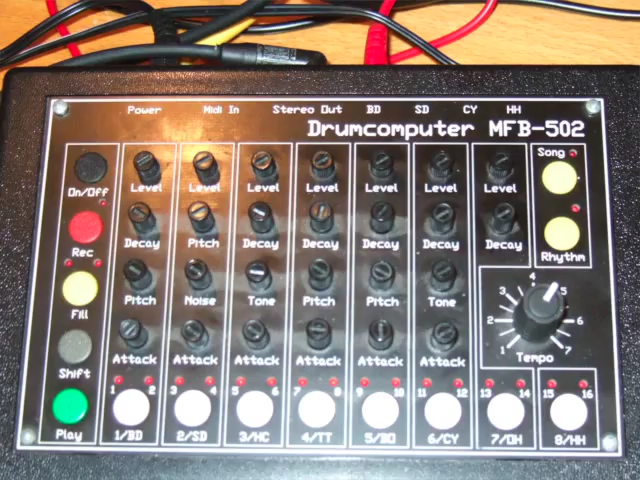 Power Midi In Stereo Out BD SD CY HH
Drumcomputer MFB-502
On/Off Level Level Level Level Level Level Level Song
Rec Decay Pitch Decay Decay Decay Decay Decay Rhythm
Fill Pitch Noise Tone Pitch Pitch Tone
Shift Attack Attack Attack Attack Attack Attack
1 2 3 4 5 6 7
Tempo
1 2 3 4 5 6 7 8 9 10 11 12 13 14 15 16
Play 1/BD 2/SD 3/HC 4/TT 5/BO 6/CY 7/OH 8/HH